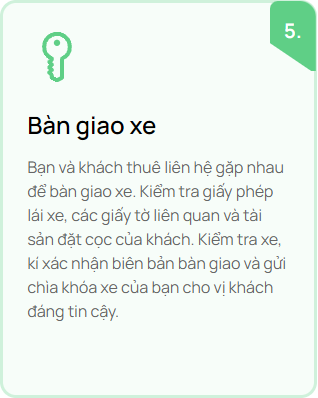 5.
Bàn giao xe
Bạn và khách thuê liên hệ gặp nhau
để bàn giao xe. Kiểm tra giấy phép
lái xe, các giấy tờ liên quan và tài
sản đặt cọc của khách. Kiểm tra xe,
kí xác nhận biên bản bàn giao và gửi
chìa khóa xe của bạn cho vị khách
đáng tin cậy.